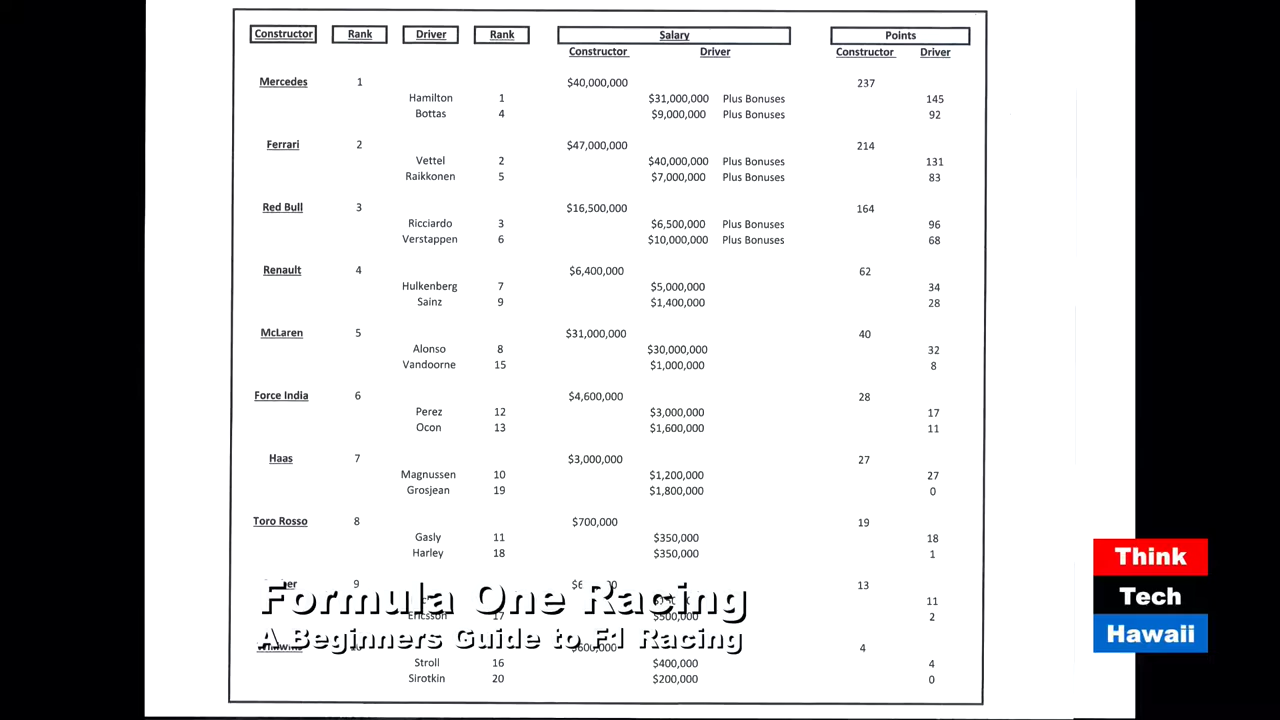 Constructor Rank Driver Rank Salary Points
Constructor Driver Constructor Driver
Mercedes 1 $40,000,000 237
Hamilton 1 $31,000,000 Plus Bonuses 145
Bottas 4 $9,000,000 Plus Bonuses 92
Ferrari 2 $47,000,000 214
Vettel 2 $40,000,000 Plus Bonuses 131
Raikkonen 5 $7,000,000 Plus Bonuses 83
Red Bull 3 $16,500,000 164
Ricciardo 3 $6,500,000 Plus Bonuses 96
Verstappen 6 $10,000,000 Plus Bonuses 68
Renault 4 $6,400,000 62
Hulkenberg 7 $5,000,000 34
Sainz 9 $1,400,000 28
McLaren 5 $31,000,000 40
Alonso 8 $30,000,000 32
Vandoorne 15 $1,000,000 8
Force India 6 $4,600,000 28
Perez 12 $3,000,000 17
Ocon 13 $1,600,000 11
Haas 7 $3,000,000 27
Magnussen 10 $1,200,000 27
Grosjean 19 $1,800,000 0
Toro Rosso 8 $700,000 19
Gasly 11 $350,000 18
Harley 18 $350,000 1
9 13
11
Ericsson 17 $500,000 2
$600,000 4
Stroll 16 $400,000 4
Sirotkin 20 $200,000 0
Formula One Racing
A Beginners Guide to F1 Racing
Think
Tech
Hawaii